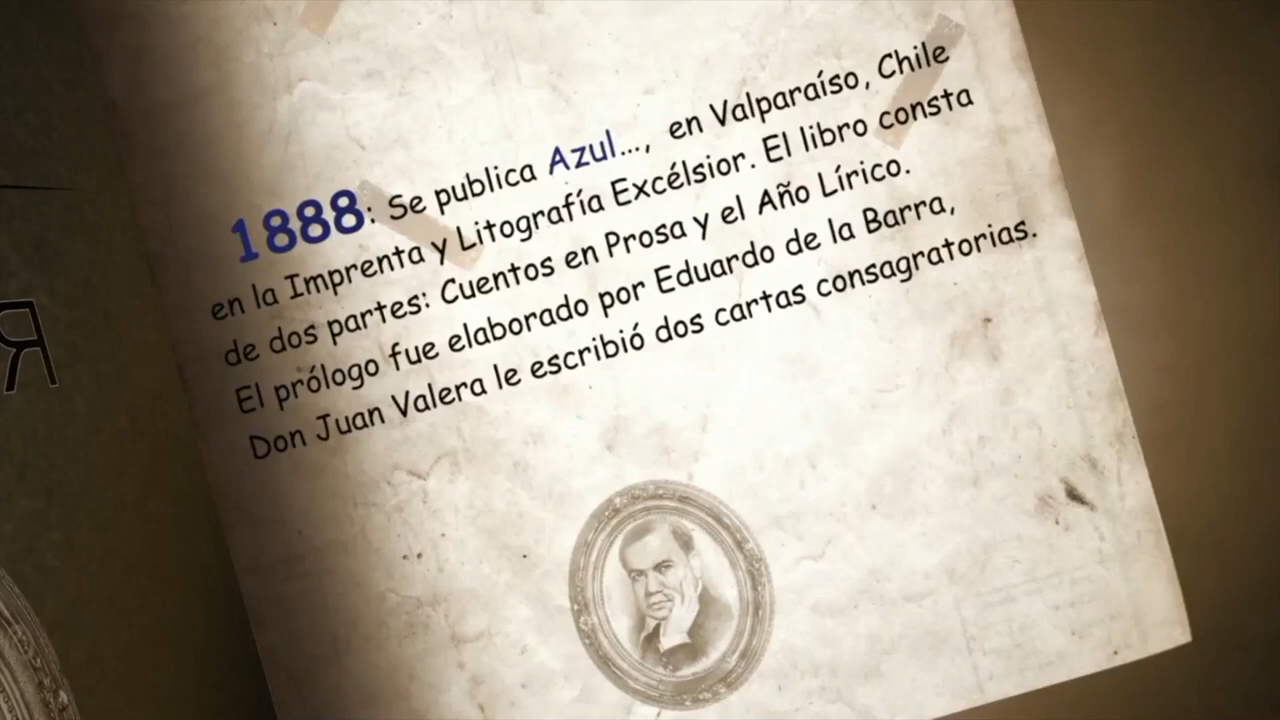 1888: Se publica Azul..., en Valparaíso, Chile
en la Imprenta y Litografía Excélsior. El libro consta
de dos partes: Cuentos en Prosa y el Año Lírico.
El prólogo fue elaborado por Eduardo de la Barra,
Don Juan Valera le escribió dos cartas consagratorias.